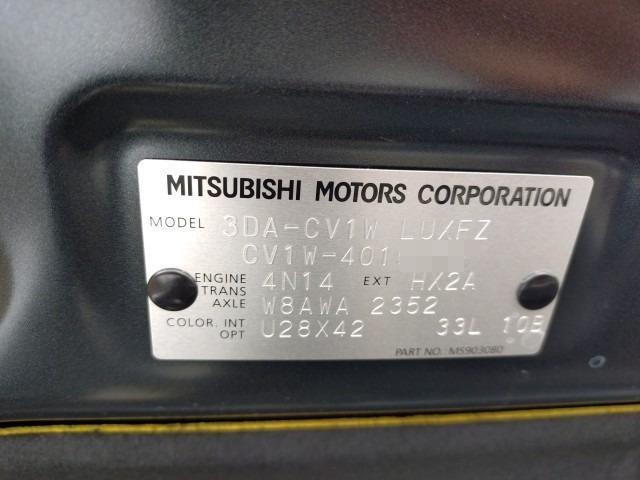 MITSUBISHI MOTORS CORPORATION
MODEL 3DA-CV1W LUXFZ
CV1W-401
ENGINE 4N14 EXT HX2A
TRANS AXLE W8AWA 2352
COLOR. INT OPT U28X42 33L 10E
PART NO.: MS903080